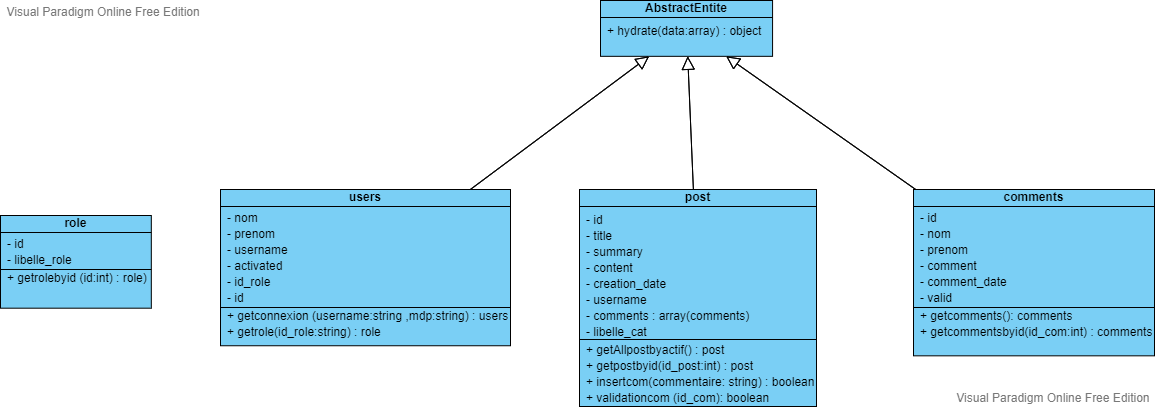 Visual Paradigm Online Free Edition
AbstractEntite
+ hydrate(data:array) : object
role
- id
- libelle_role
+ getrolebyid (id:int) : role)
users
- nom
- prenom
- username
- activated
- id_role
- id
+ getconnexion (username:string ,mdp:string) : users
+ getrole(id_role:string) : role
post
- id
- title
- summary
- content
- creation_date
- username
- comments : array(comments)
- libelle_cat
+ getAllpostbyactif() : post
+ getpostbyid(id_post:int) : post
+ insertcom(commentaire: string) : boolean
+ validationcom (id_com): boolean
comments
- id
- nom
- prenom
- comment
- comment_date
- valid
+ getcomments(): comments
+ getcommentsbyid(id_com:int) : comments
Visual Paradigm Online Free Edition